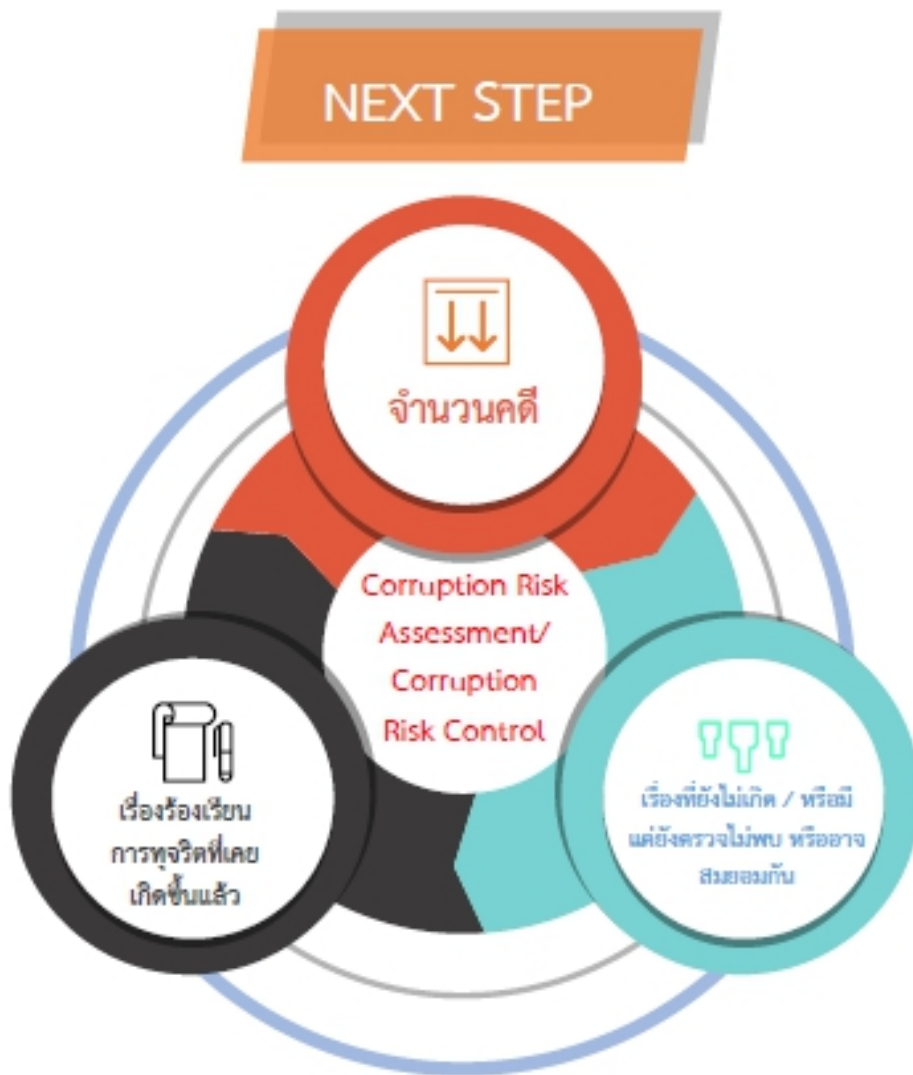 NEXT STEP
จำนวนคดี
Corruption Risk
Assessment/
Corruption
Risk Control
เรื่องร้องเรียน
การทุจริตที่เคย
เกิดขึ้นแล้ว
เรื่องที่ยังไม่เกิด / หรือมี
แต่ยังตรวจไม่พบ หรืออาจ
สมยอมกัน